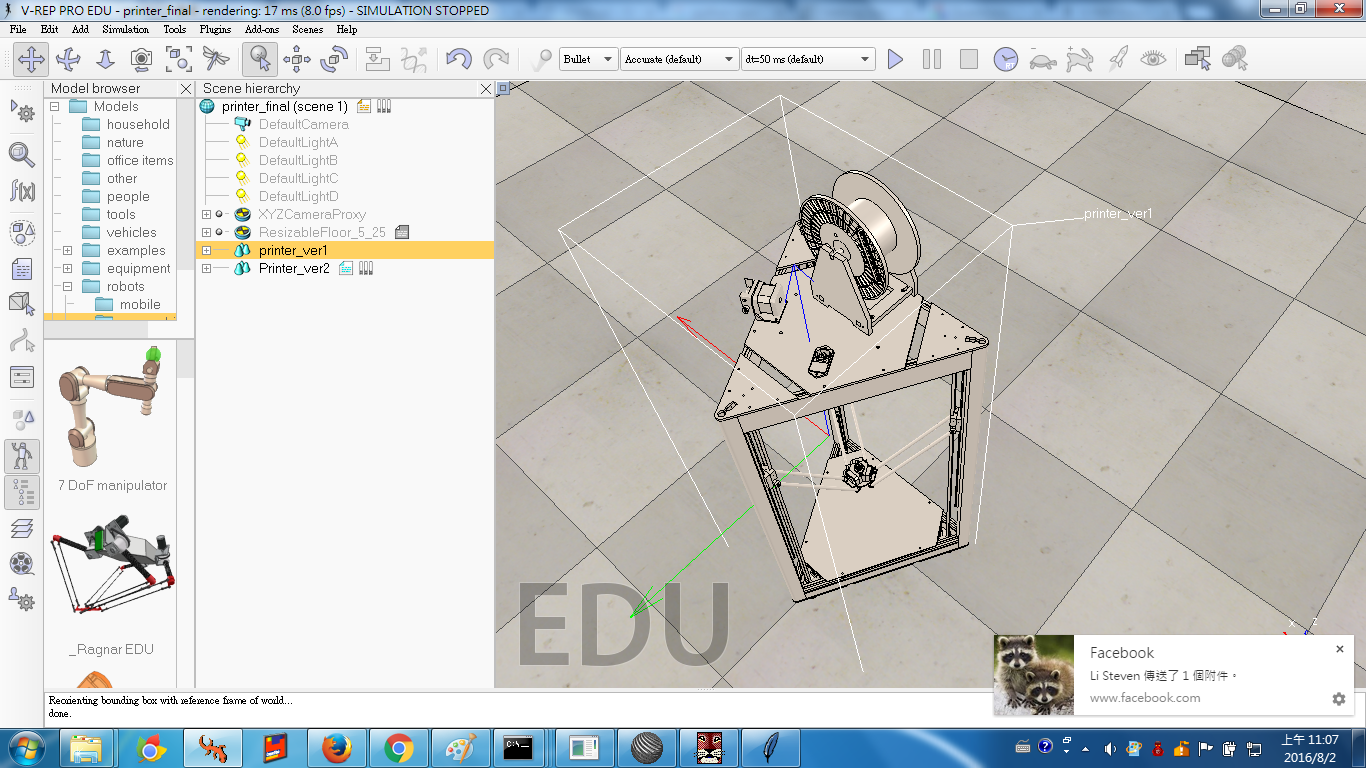 V-REP PRO EDU - printer_final - rendering: 17 ms (8.0 fps) - SIMULATION STOPPED
File Edit Add Simulation Tools Plugins Add-ons Scenes Help
Bullet Accurate (default) dt=50 ms (default)
RT
Model browser
Models
household
nature
office items
other
people
tools
vehicles
examples
equipment
robots
mobile
7 DoF manipulator
_Ragnar EDU
Scene hierarchy
printer_final (scene 1)
DefaultCamera
DefaultLightA
DefaultLightB
DefaultLightC
DefaultLightD
XYZCameraProxy
ResizableFloor_5_25
printer_ver1
Printer_ver2
f(x)
printer_ver1
EDU
x z
Facebook
Li Steven 傳送了 1 個附件。
www.facebook.com
Reorienting bounding box with reference frame of world...
done.
C:\
上午 11:07
2016/8/2